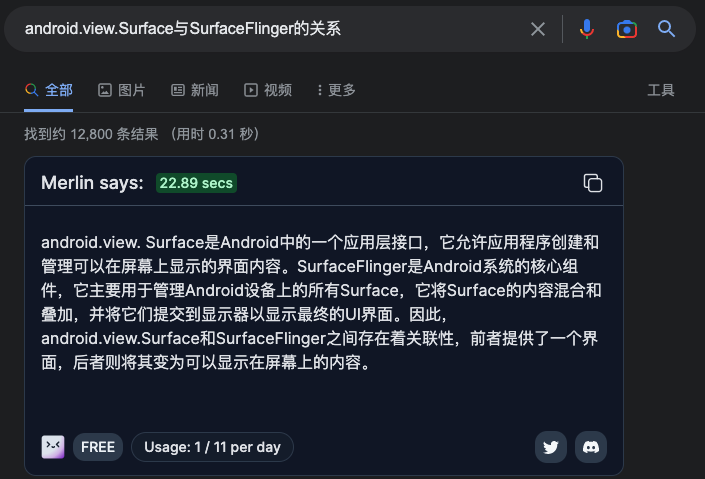 android.view.Surface与SurfaceFlinger的关系
全部 图片 新闻 视频 更多 工具
找到约 12,800 条结果 （用时 0.31 秒）
Merlin says: 22.89 secs
android.view. Surface是Android中的一个应用层接口，它允许应用程序创建和
管理可以在屏幕上显示的界面内容。SurfaceFlinger是Android系统的核心组
件，它主要用于管理Android设备上的所有Surface，它将Surface的内容混合和
叠加，并将它们提交到显示器以显示最终的UI界面。因此，
android.view.Surface和SurfaceFlinger之间存在着关联性，前者提供了一个界
面，后者则将其变为可以显示在屏幕上的内容。
FREE Usage: 1 / 11 per day